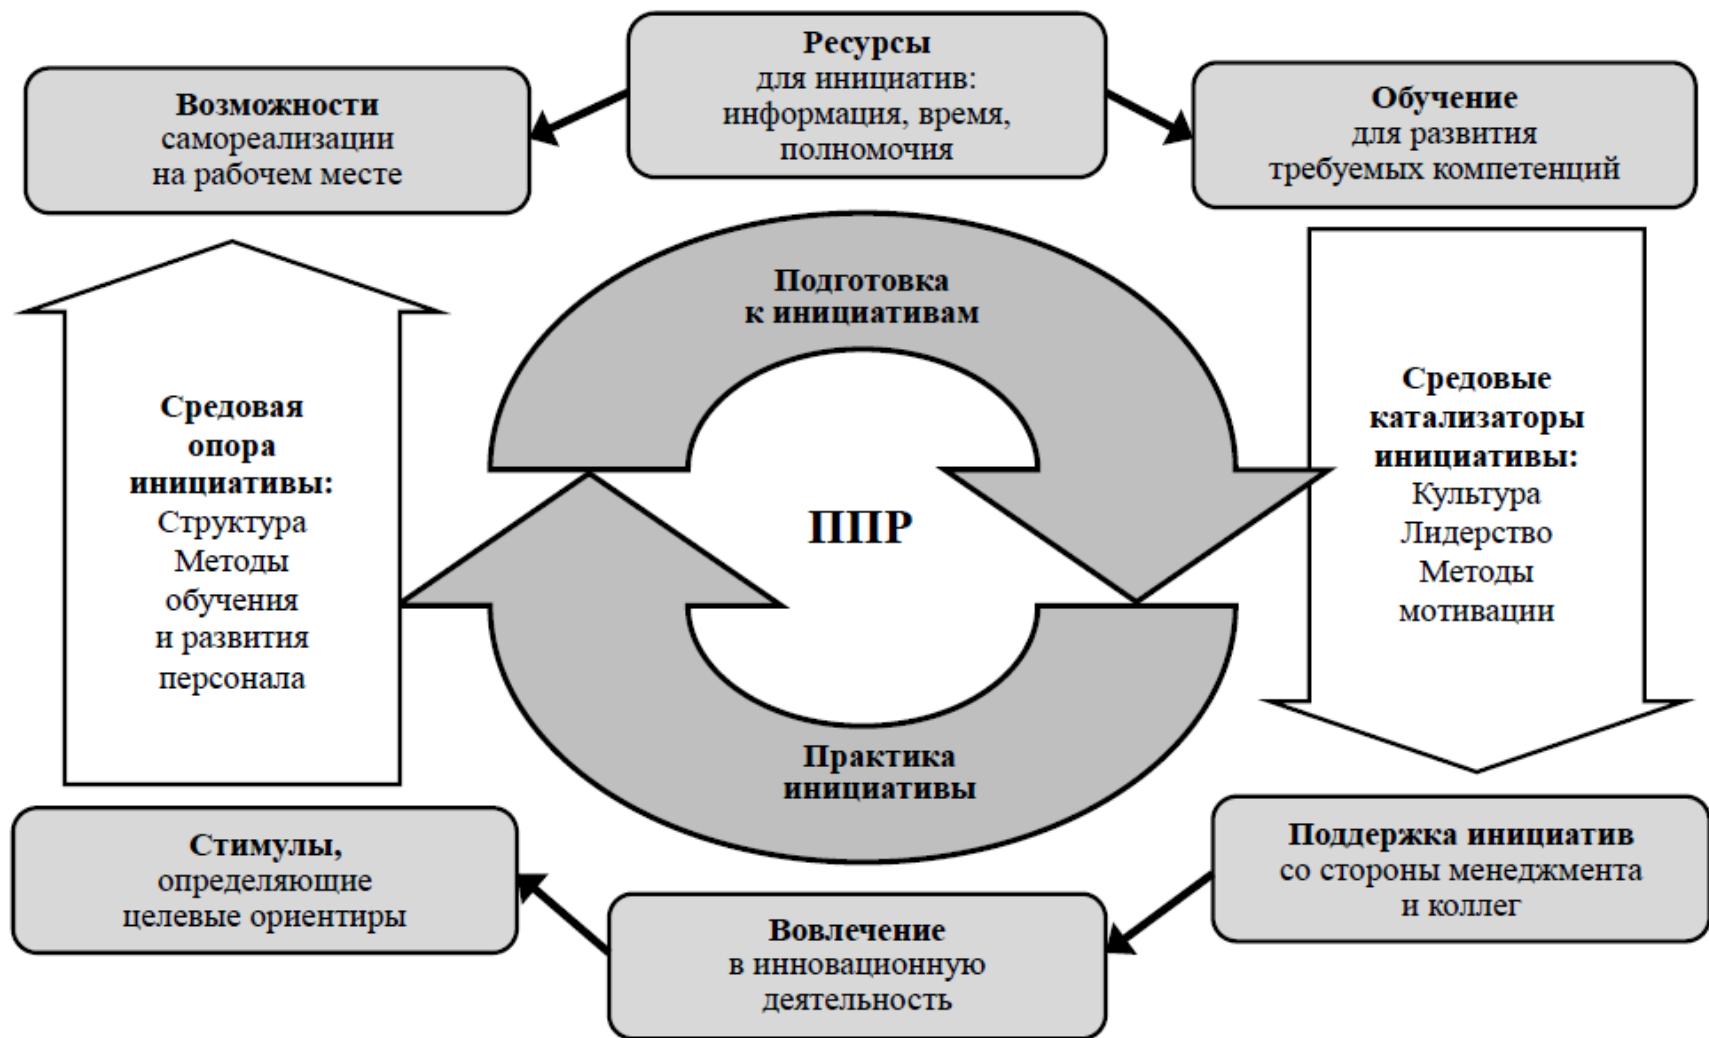 Ресурсы
для инициатив:
информация, время,
полномочия
Возможности
самореализации
на рабочем месте
Обучение
для развития
требуемых компетенций
Подготовка
к инициативам
Средовая
опора
инициативы:
Структура
Методы
обучения
и развития
персонала
ППР
Средовые
катализаторы
инициативы:
Культура
Лидерство
Методы
мотивации
Практика
инициативы
Стимулы,
определяющие
целевые ориентиры
Вовлечение
в инновационную
деятельность
Поддержка инициатив
со стороны менеджмента
и коллег